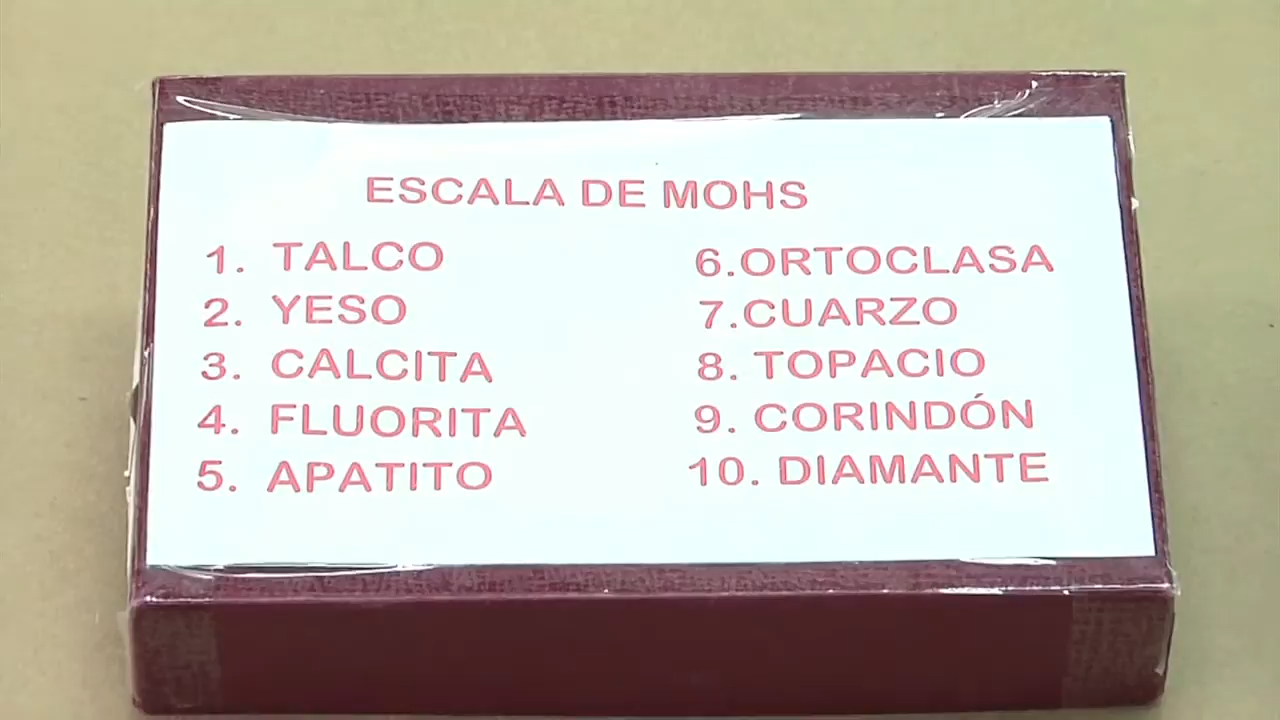 ESCALA DE MOHS
1. TALCO
2. YESO
3. CALCITA
4. FLUORITA
5. APATITO
6.ORTOCLASA
7.CUARZO
8. TOPACIO
9. CORINDÓN
10. DIAMANTE